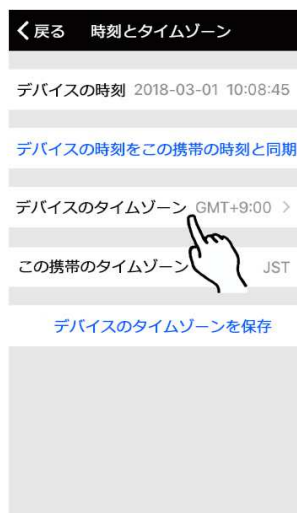 戻る 時刻とタイムゾーン
デバイスの時刻 2018-03-01 10:08:45
デバイスの時刻をこの携帯の時刻と同期
デバイスのタイムゾーン GMT+9:00
この携帯のタイムゾーン JST
デバイスのタイムゾーンを保存